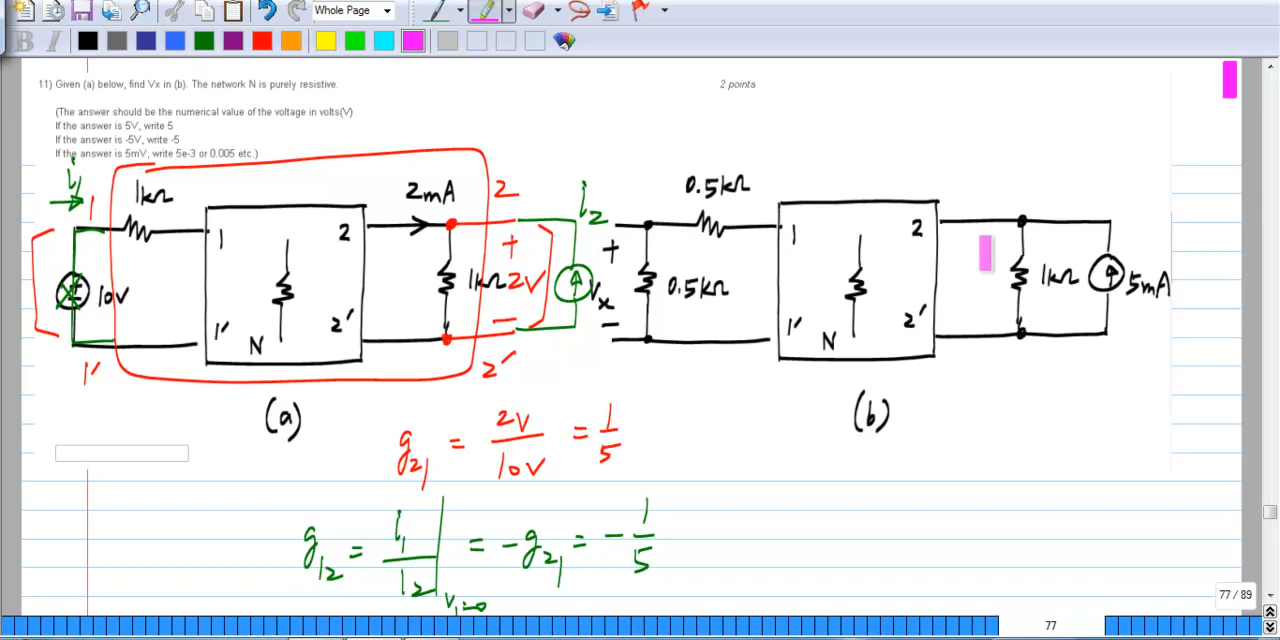 Whole Page
B I
11) Given (a) below, find Vx in (b). The network N is purely resistive.
2 points
(The answer should be the numerical value of the voltage in volts(V)
If the answer is 5V, write 5
If the answer is -5V, write -5
If the answer is 5mV, write 5e-3 or 0.005 etc.)
i1
1
1kΩ
2mA
2
i2
0.5kΩ
1
2
+
1
2
10V
1kΩ
2V
+
Vx
-
0.5kΩ
1kΩ
5mA
1'
2'
N
-
1'
2'
N
1'
2'
(a)
(b)
g21 = 2V / 10V = 1/5
g12 = i1 / i2 | V1=0 = -g21 = -1/5
77 / 89
77